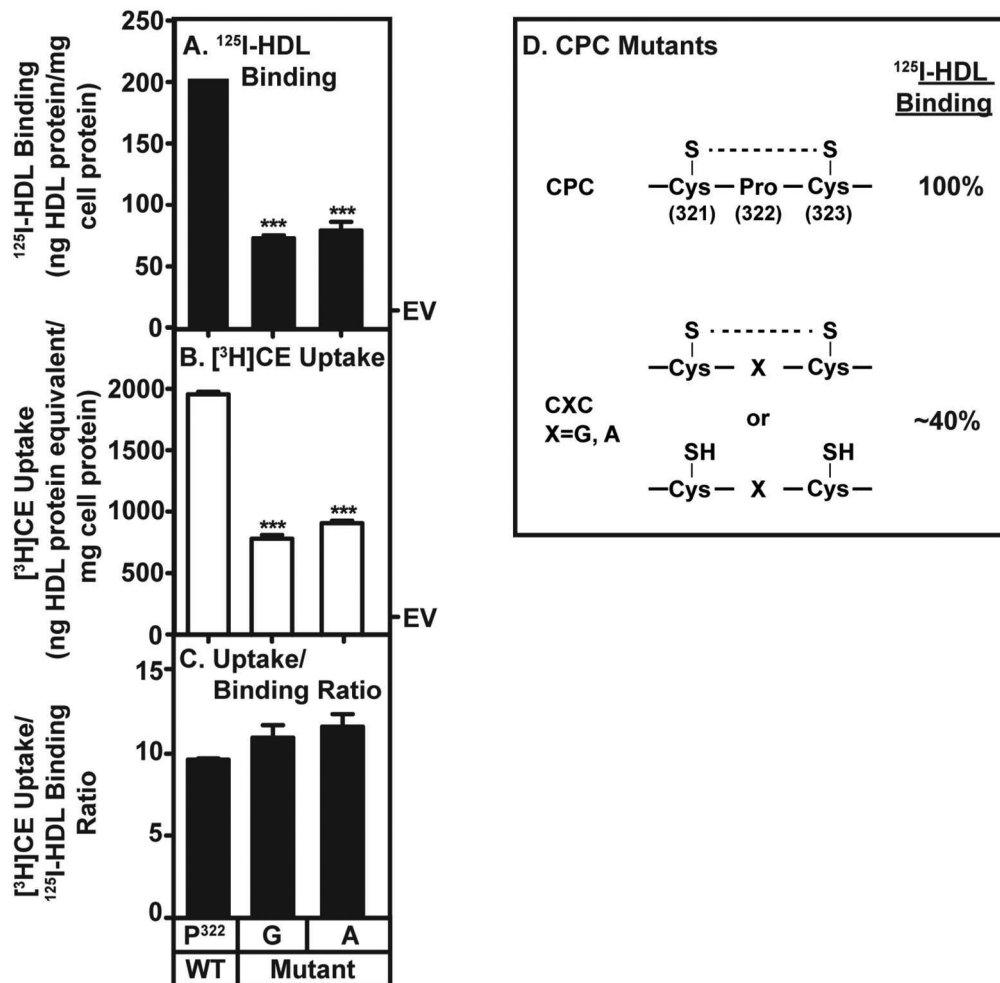 A. ¹²⁵I-HDL
Binding
¹²⁵I-HDL Binding
(ng HDL protein/mg
cell protein)
250
200
150
100
50
0
***
***
EV
B. [³H]CE Uptake
[³H]CE Uptake
(ng HDL protein equivalent/
mg cell protein)
2000
1500
1000
500
0
***
***
EV
C. Uptake/
Binding Ratio
[³H]CE Uptake/
¹²⁵I-HDL Binding
Ratio
15
10
5
0
P³²² G A
WT Mutant
D. CPC Mutants
¹²⁵I-HDL
Binding
S S
CPC Cys Pro Cys 100%
(321) (322) (323)
S S
Cys X Cys
CXC
X=G, A
or
~40%
SH SH
Cys X Cys